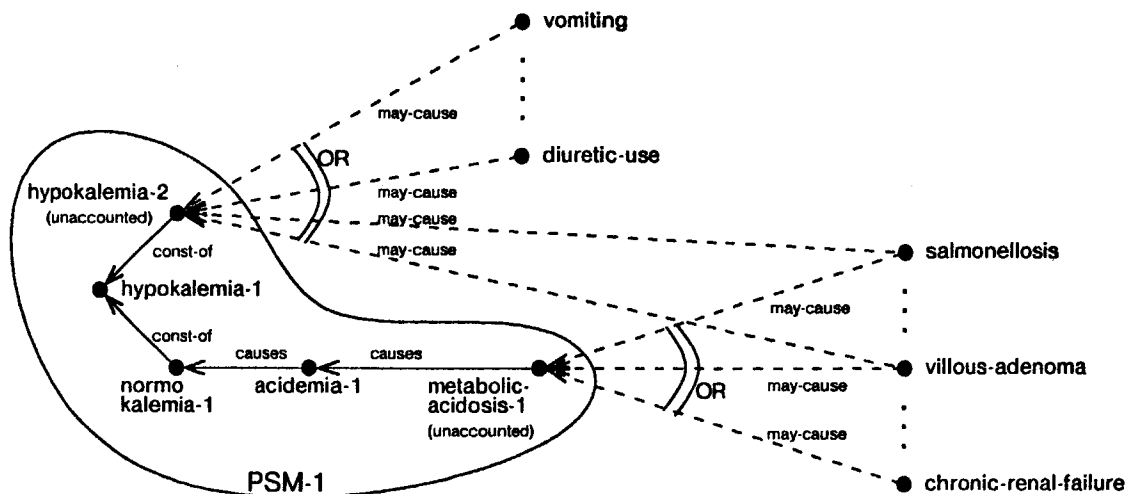 vomiting
may-cause
OR
diuretic-use
hypokalemia-2
(unaccounted)
may-cause
may-cause
may-cause
const-of
salmonellosis
hypokalemia-1
may-cause
const-of
causes
causes
normo
kalemia-1
acidemia-1
metabolic-
acidosis-1
(unaccounted)
villous-adenoma
may-cause
OR
may-cause
PSM-1
chronic-renal-failure